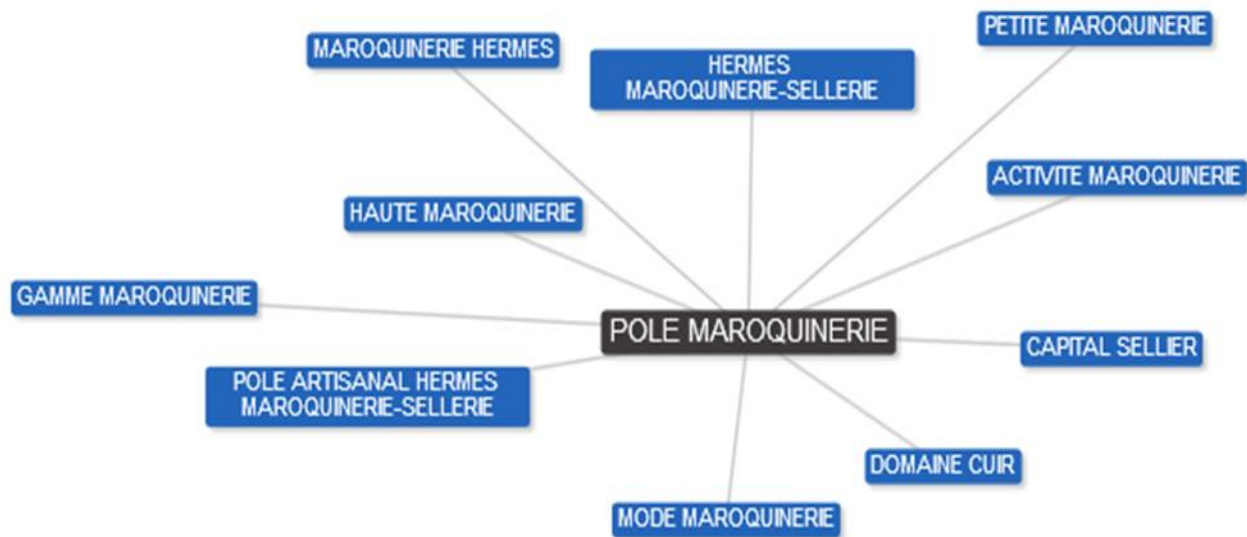 PETITE MAROQUINERIE
MAROQUINERIE HERMES
HERMES
MAROQUINERIE-SELLERIE
ACTIVITE MAROQUINERIE
HAUTE MAROQUINERIE
GAMME MAROQUINERIE
POLE MAROQUINERIE
CAPITAL SELLIER
POLE ARTISANAL HERMES
MAROQUINERIE-SELLERIE
DOMAINE CUIR
MODE MAROQUINERIE